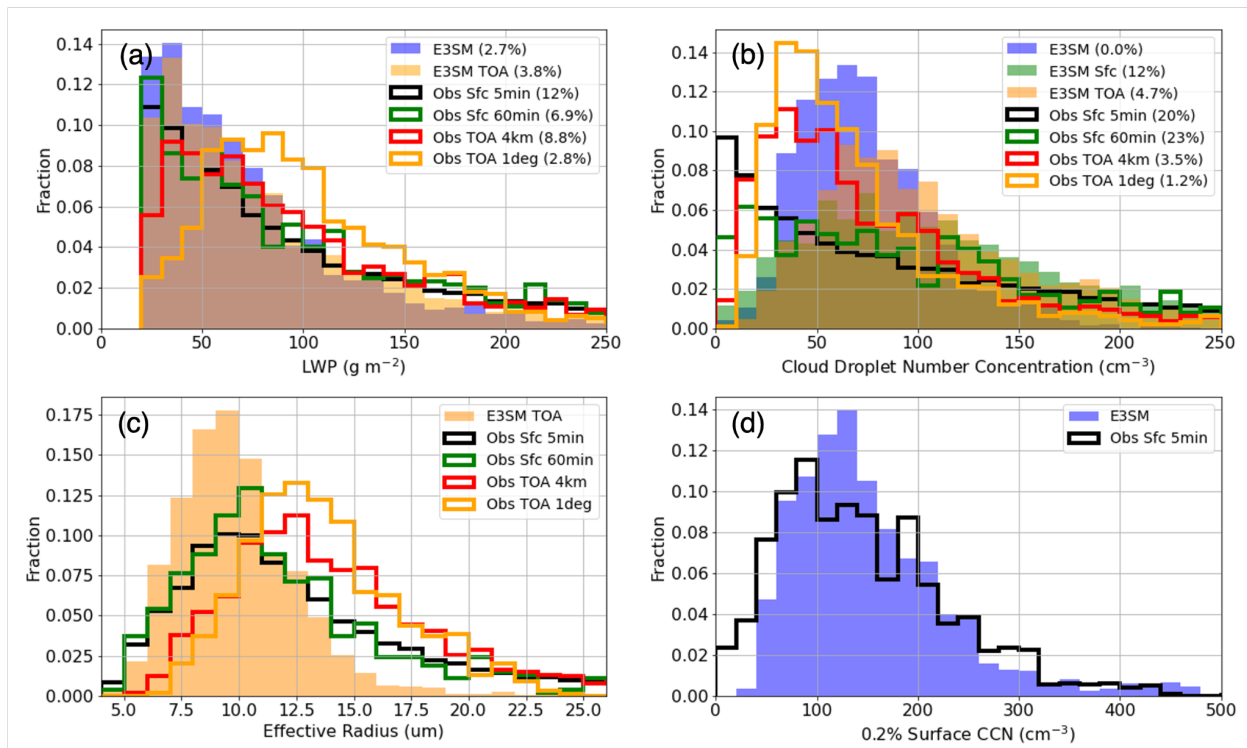 (a)
E3SM (2.7%)
E3SM TOA (3.8%)
Obs Sfc 5min (12%)
Obs Sfc 60min (6.9%)
Obs TOA 4km (8.8%)
Obs TOA 1deg (2.8%)
0.14
0.12
0.10
0.08
0.06
0.04
0.02
0.00
Fraction
0 50 100 150 200 250
LWP (g m⁻²)
(b)
E3SM (0.0%)
E3SM Sfc (12%)
E3SM TOA (4.7%)
Obs Sfc 5min (20%)
Obs Sfc 60min (23%)
Obs TOA 4km (3.5%)
Obs TOA 1deg (1.2%)
0.14
0.12
0.10
0.08
0.06
0.04
0.02
0.00
Fraction
0 50 100 150 200 250
Cloud Droplet Number Concentration (cm⁻³)
(c)
E3SM TOA
Obs Sfc 5min
Obs Sfc 60min
Obs TOA 4km
Obs TOA 1deg
0.175
0.150
0.125
0.100
0.075
0.050
0.025
0.000
Fraction
5.0 7.5 10.0 12.5 15.0 17.5 20.0 22.5 25.0
Effective Radius (um)
(d)
E3SM
Obs Sfc 5min
0.14
0.12
0.10
0.08
0.06
0.04
0.02
0.00
Fraction
0 100 200 300 400 500
0.2% Surface CCN (cm⁻³)